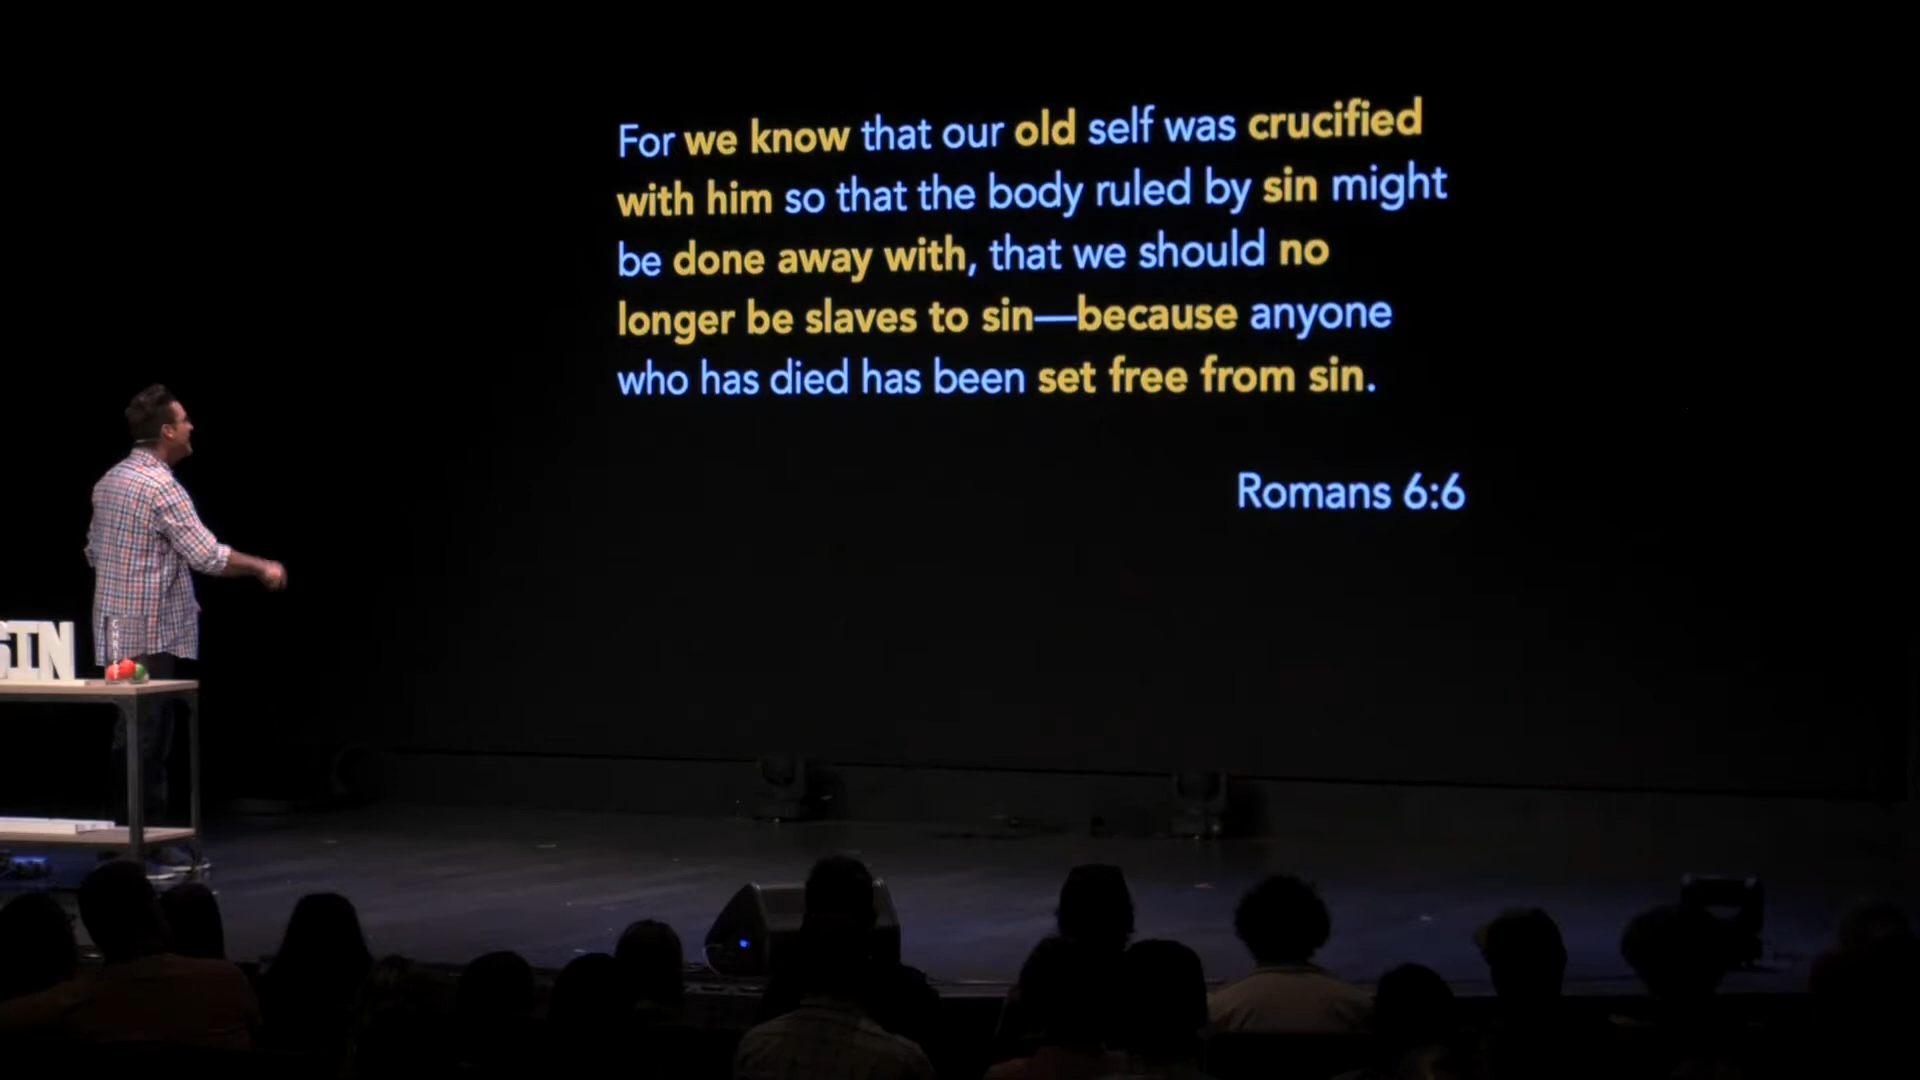 For we know that our old self was crucified
with him so that the body ruled by sin might
be done away with, that we should no
longer be slaves to sin—because anyone
who has died has been set free from sin.
Romans 6:6
SIN
CHRIST